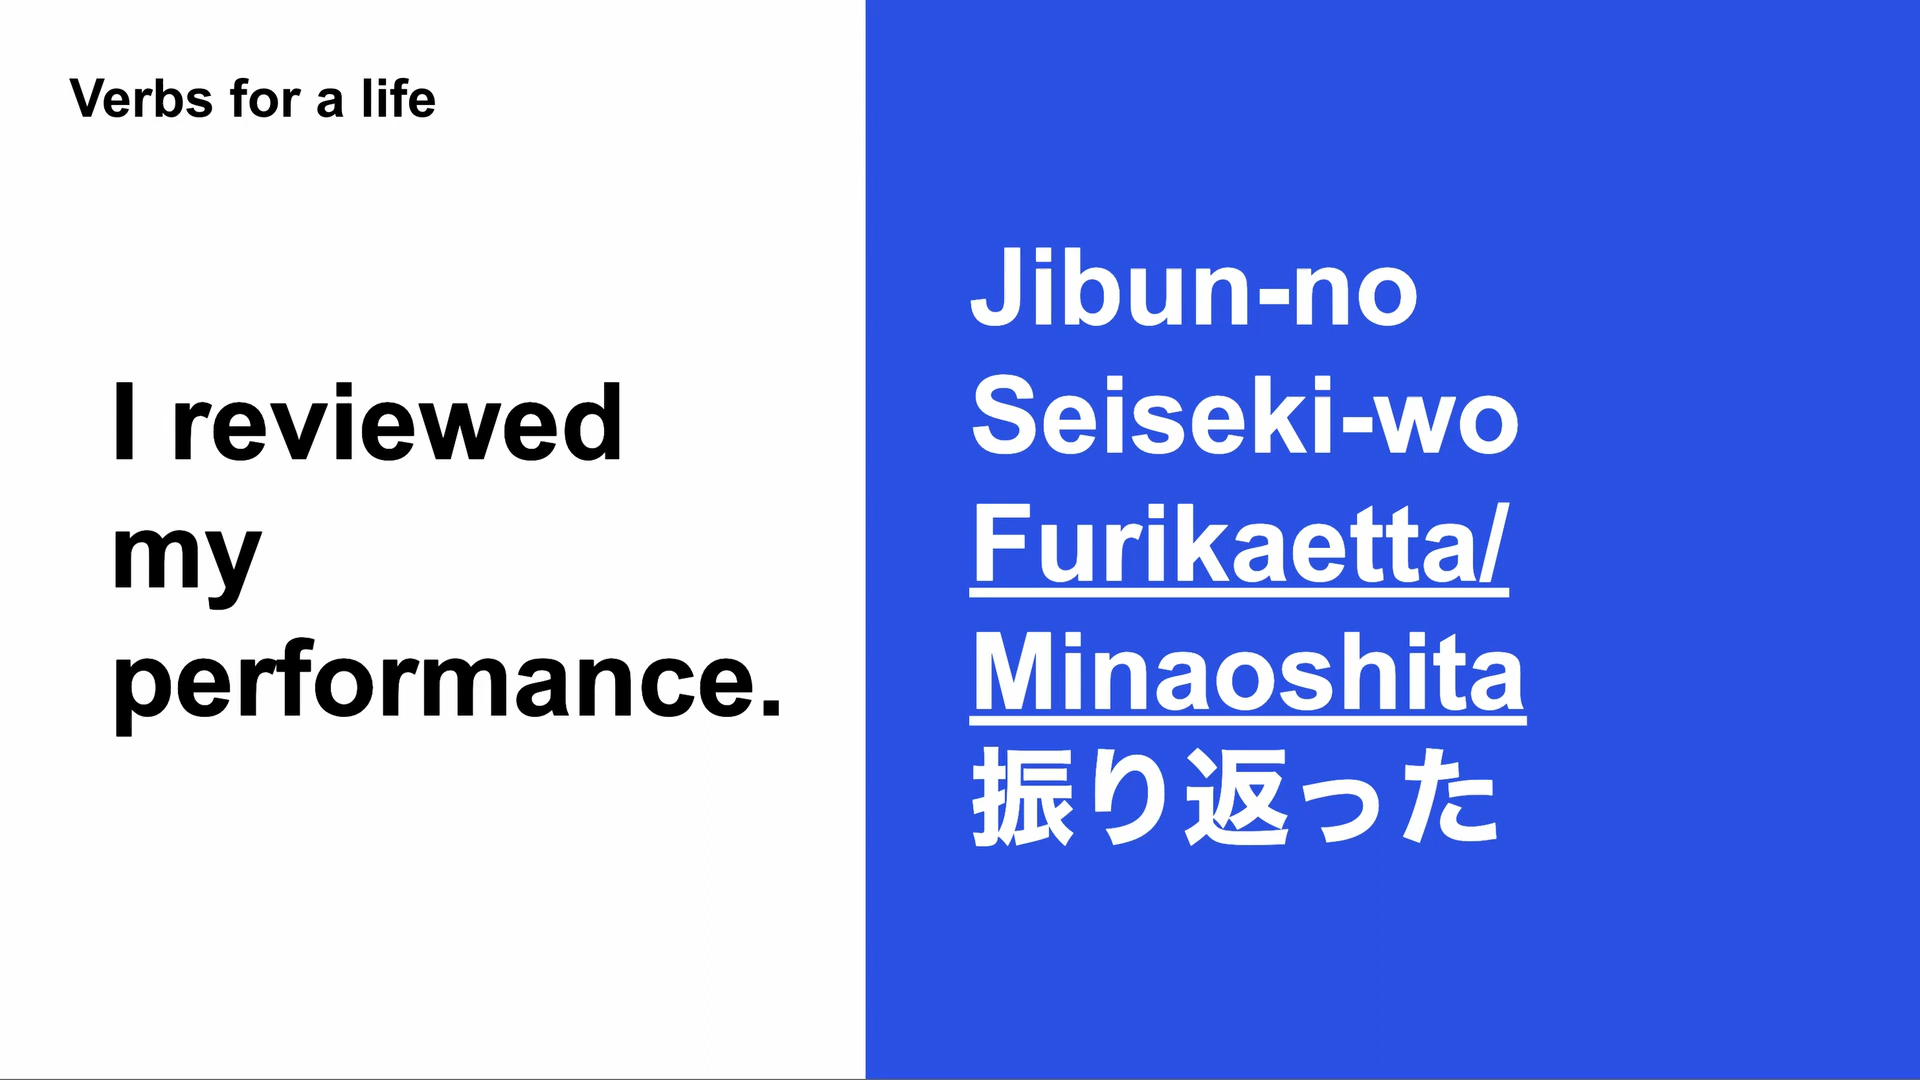 Verbs for a life
I reviewed
my
performance.
Jibun-no
Seiseki-wo
Furikaetta/
Minaoshita
振り返った